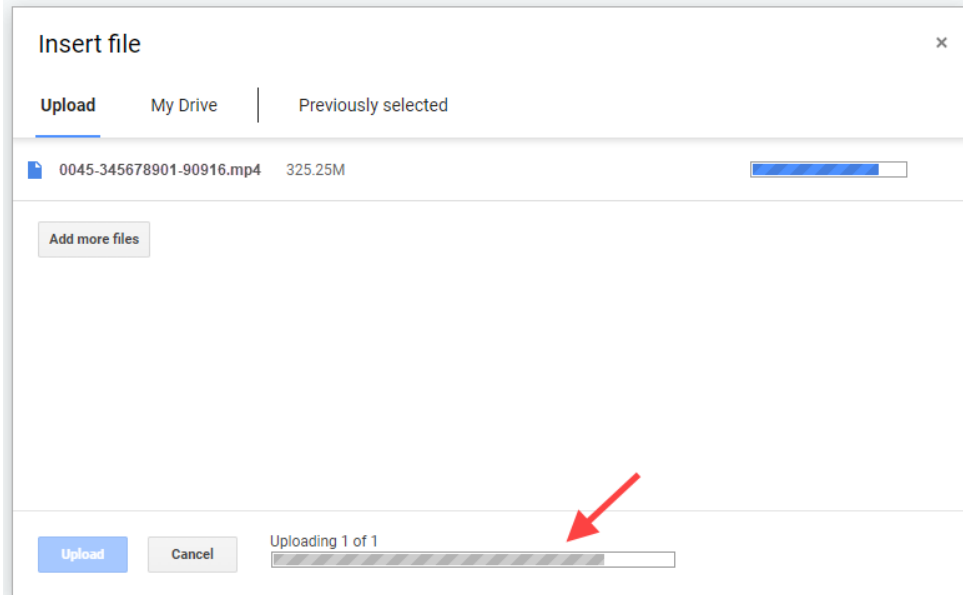 Insert file
×
Upload My Drive Previously selected
0045-345678901-90916.mp4 325.25M
Add more files
Uploading 1 of 1
Upload Cancel